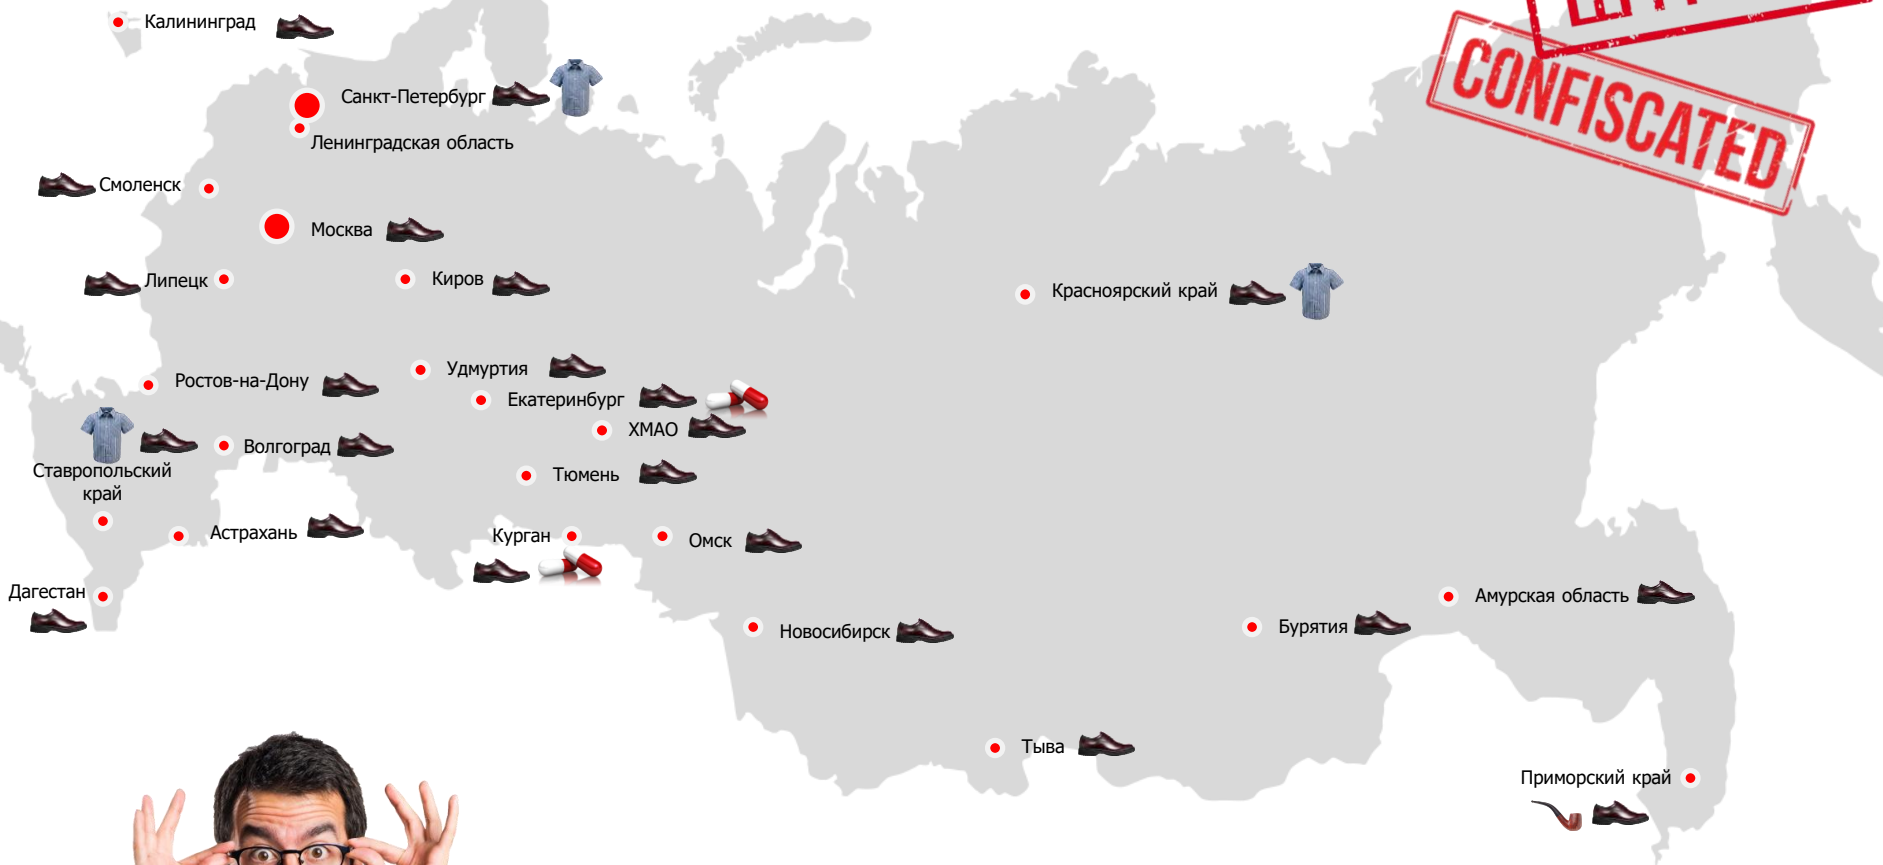 Калининград
Санкт-Петербург
Ленинградская область
CONFISCATED
Смоленск
Москва
Липецк
Киров
Красноярский край
Удмуртия
Ростов-на-Дону
Екатеринбург
ХМАО
Волгоград
Ставропольский
край
Тюмень
Астрахань
Курган
Омск
Дагестан
Амурская область
Бурятия
Новосибирск
Тыва
Приморский край